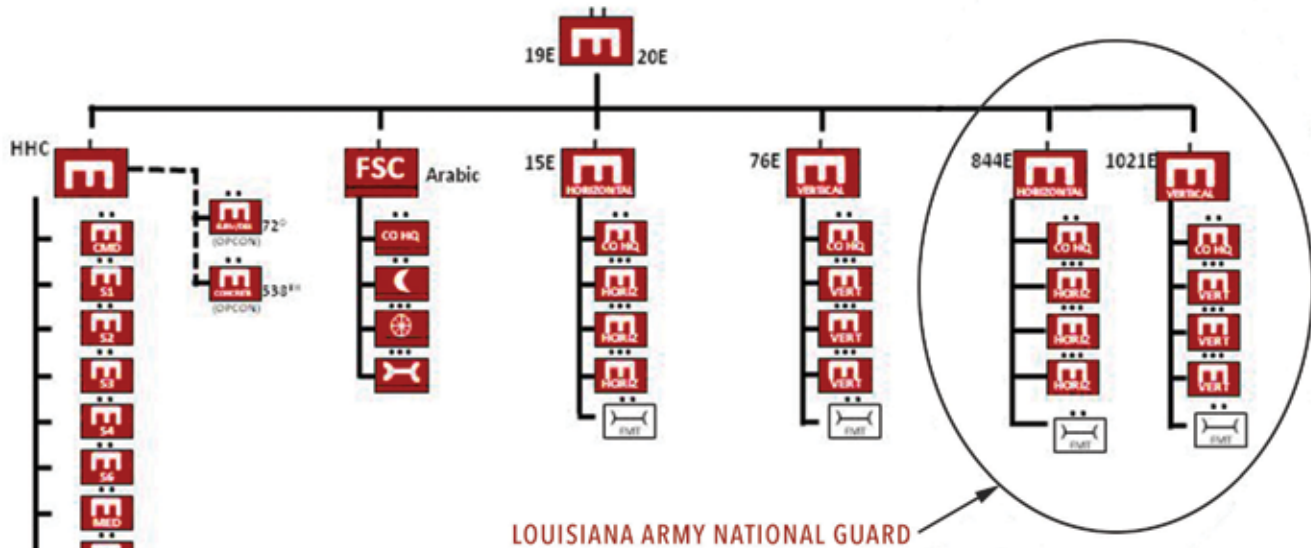 19E 20E
HHC
FSC Arabic
15E HORIZONTAL
76E VERTICAL
844E HORIZONTAL
1021E VERTICAL
72
(OPCON)
CONCRETE 538
(OPCON)
CMD
S1
S2
S3
S4
S6
MED
CO HQ
CO HQ
HORIZ
HORIZ
HORIZ
FMT
CO HQ
VERT
VERT
VERT
FMT
CO HQ
HORIZ
HORIZ
HORIZ
FMT
CO HQ
VERT
VERT
VERT
FMT
LOUISIANA ARMY NATIONAL GUARD